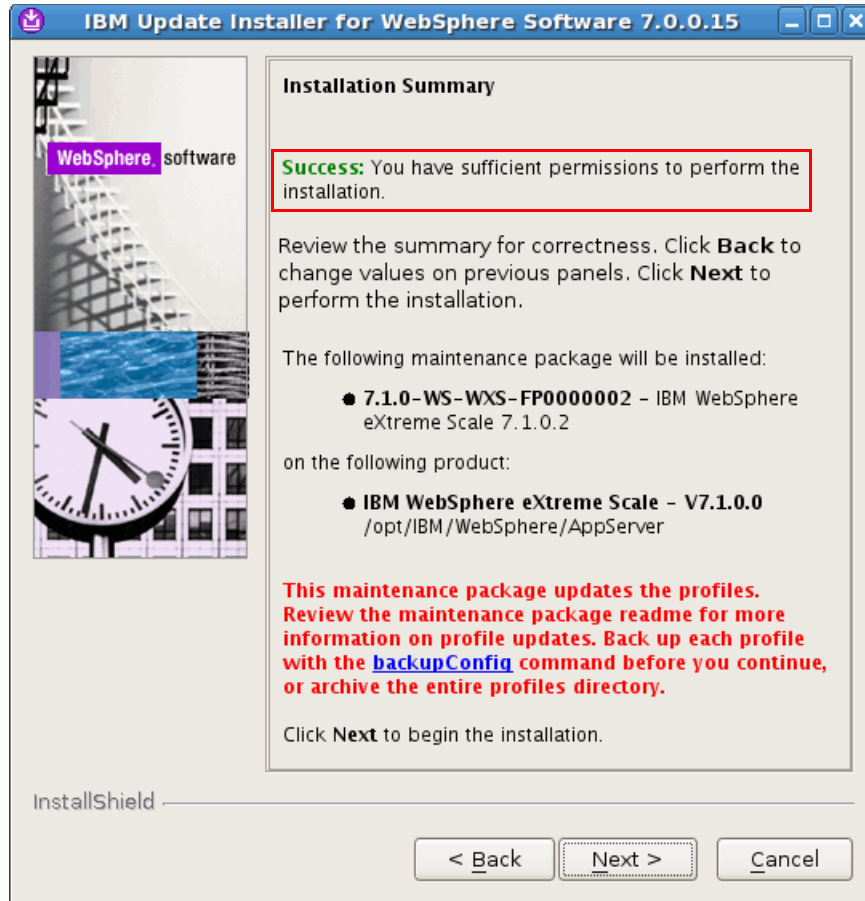 IBM Update Installer for WebSphere Software 7.0.0.15
WebSphere. software
Installation Summary
Success: You have sufficient permissions to perform the
installation.
Review the summary for correctness. Click Back to
change values on previous panels. Click Next to
perform the installation.
The following maintenance package will be installed:
● 7.1.0-WS-WXS-FP0000002 – IBM WebSphere
eXtreme Scale 7.1.0.2
on the following product:
● IBM WebSphere eXtreme Scale – V7.1.0.0
/opt/IBM/WebSphere/AppServer
This maintenance package updates the profiles.
Review the maintenance package readme for more
information on profile updates. Back up each profile
with the backupConfig command before you continue,
or archive the entire profiles directory.
Click Next to begin the installation.
InstallShield
< Back
Next >
Cancel